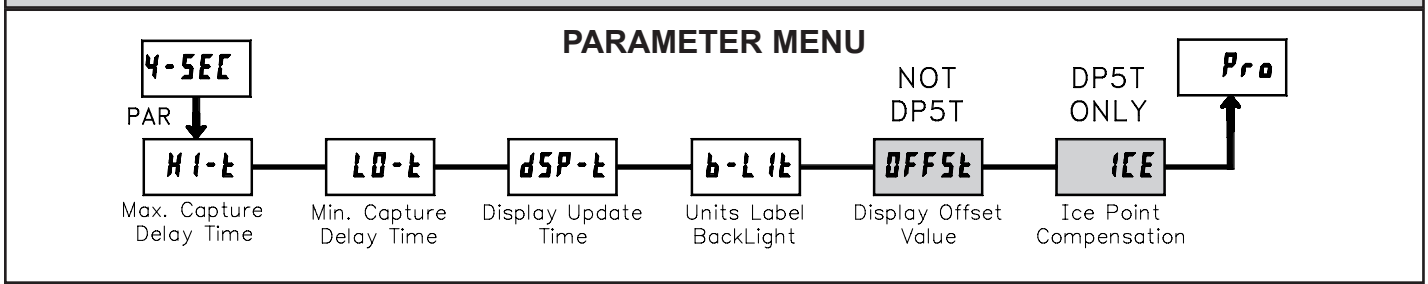 PARAMETER MENU
4-SEC
Pro
NOT
DP5T
DP5T
ONLY
PAR
HI-t
LO-t
dSP-t
b-LIt
OFFSt
ICE
Max. Capture
Delay Time
Min. Capture
Delay Time
Display Update
Time
Units Label
BackLight
Display Offset
Value
Ice Point
Compensation